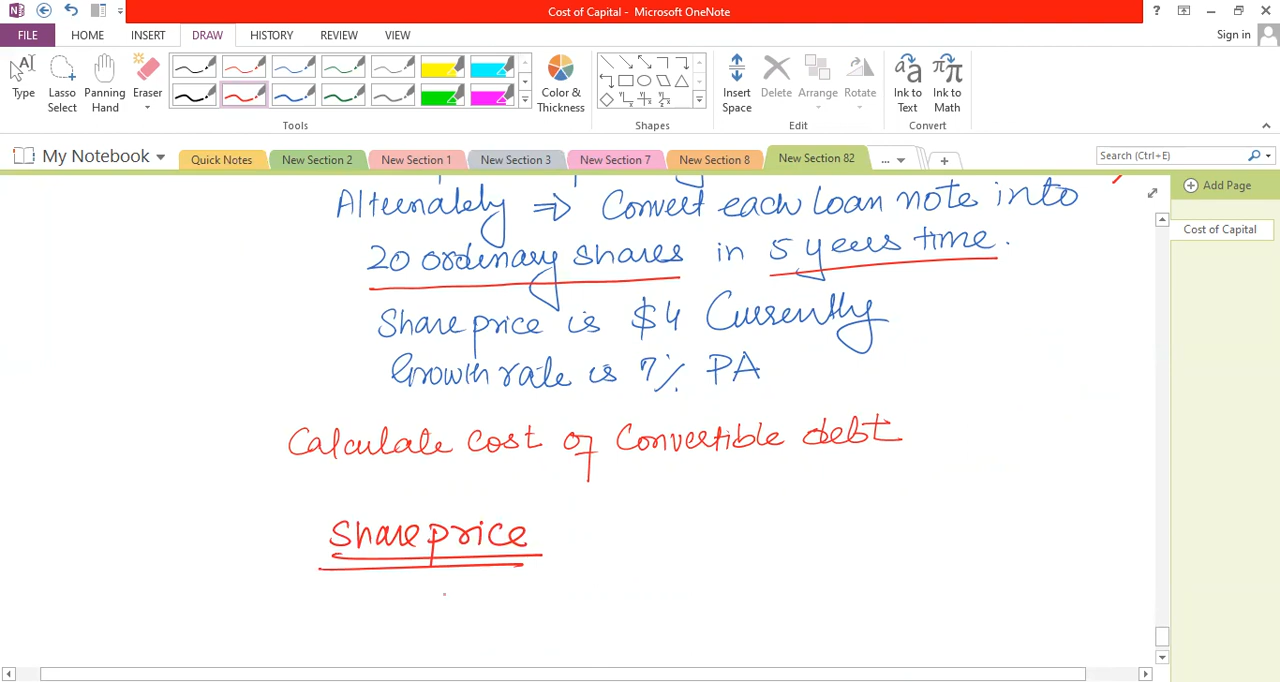 Cost of Capital - Microsoft OneNote
FILE HOME INSERT DRAW HISTORY REVIEW VIEW Sign in
Type Lasso Select Panning Hand Eraser Color & Thickness Insert Space Delete Arrange Rotate Ink to Text Ink to Math
Tools Shapes Edit Convert
My Notebook Quick Notes New Section 2 New Section 1 New Section 3 New Section 7 New Section 8 New Section 82 ... + Search (Ctrl+E)
Add Page
Cost of Capital
Alternately ⇒ Convert each loan note into
20 ordinary shares in 5 years time.
Share price is $4 Currently
Growth rate is 7% PA
Calculate Cost of Convertible debt
Share price